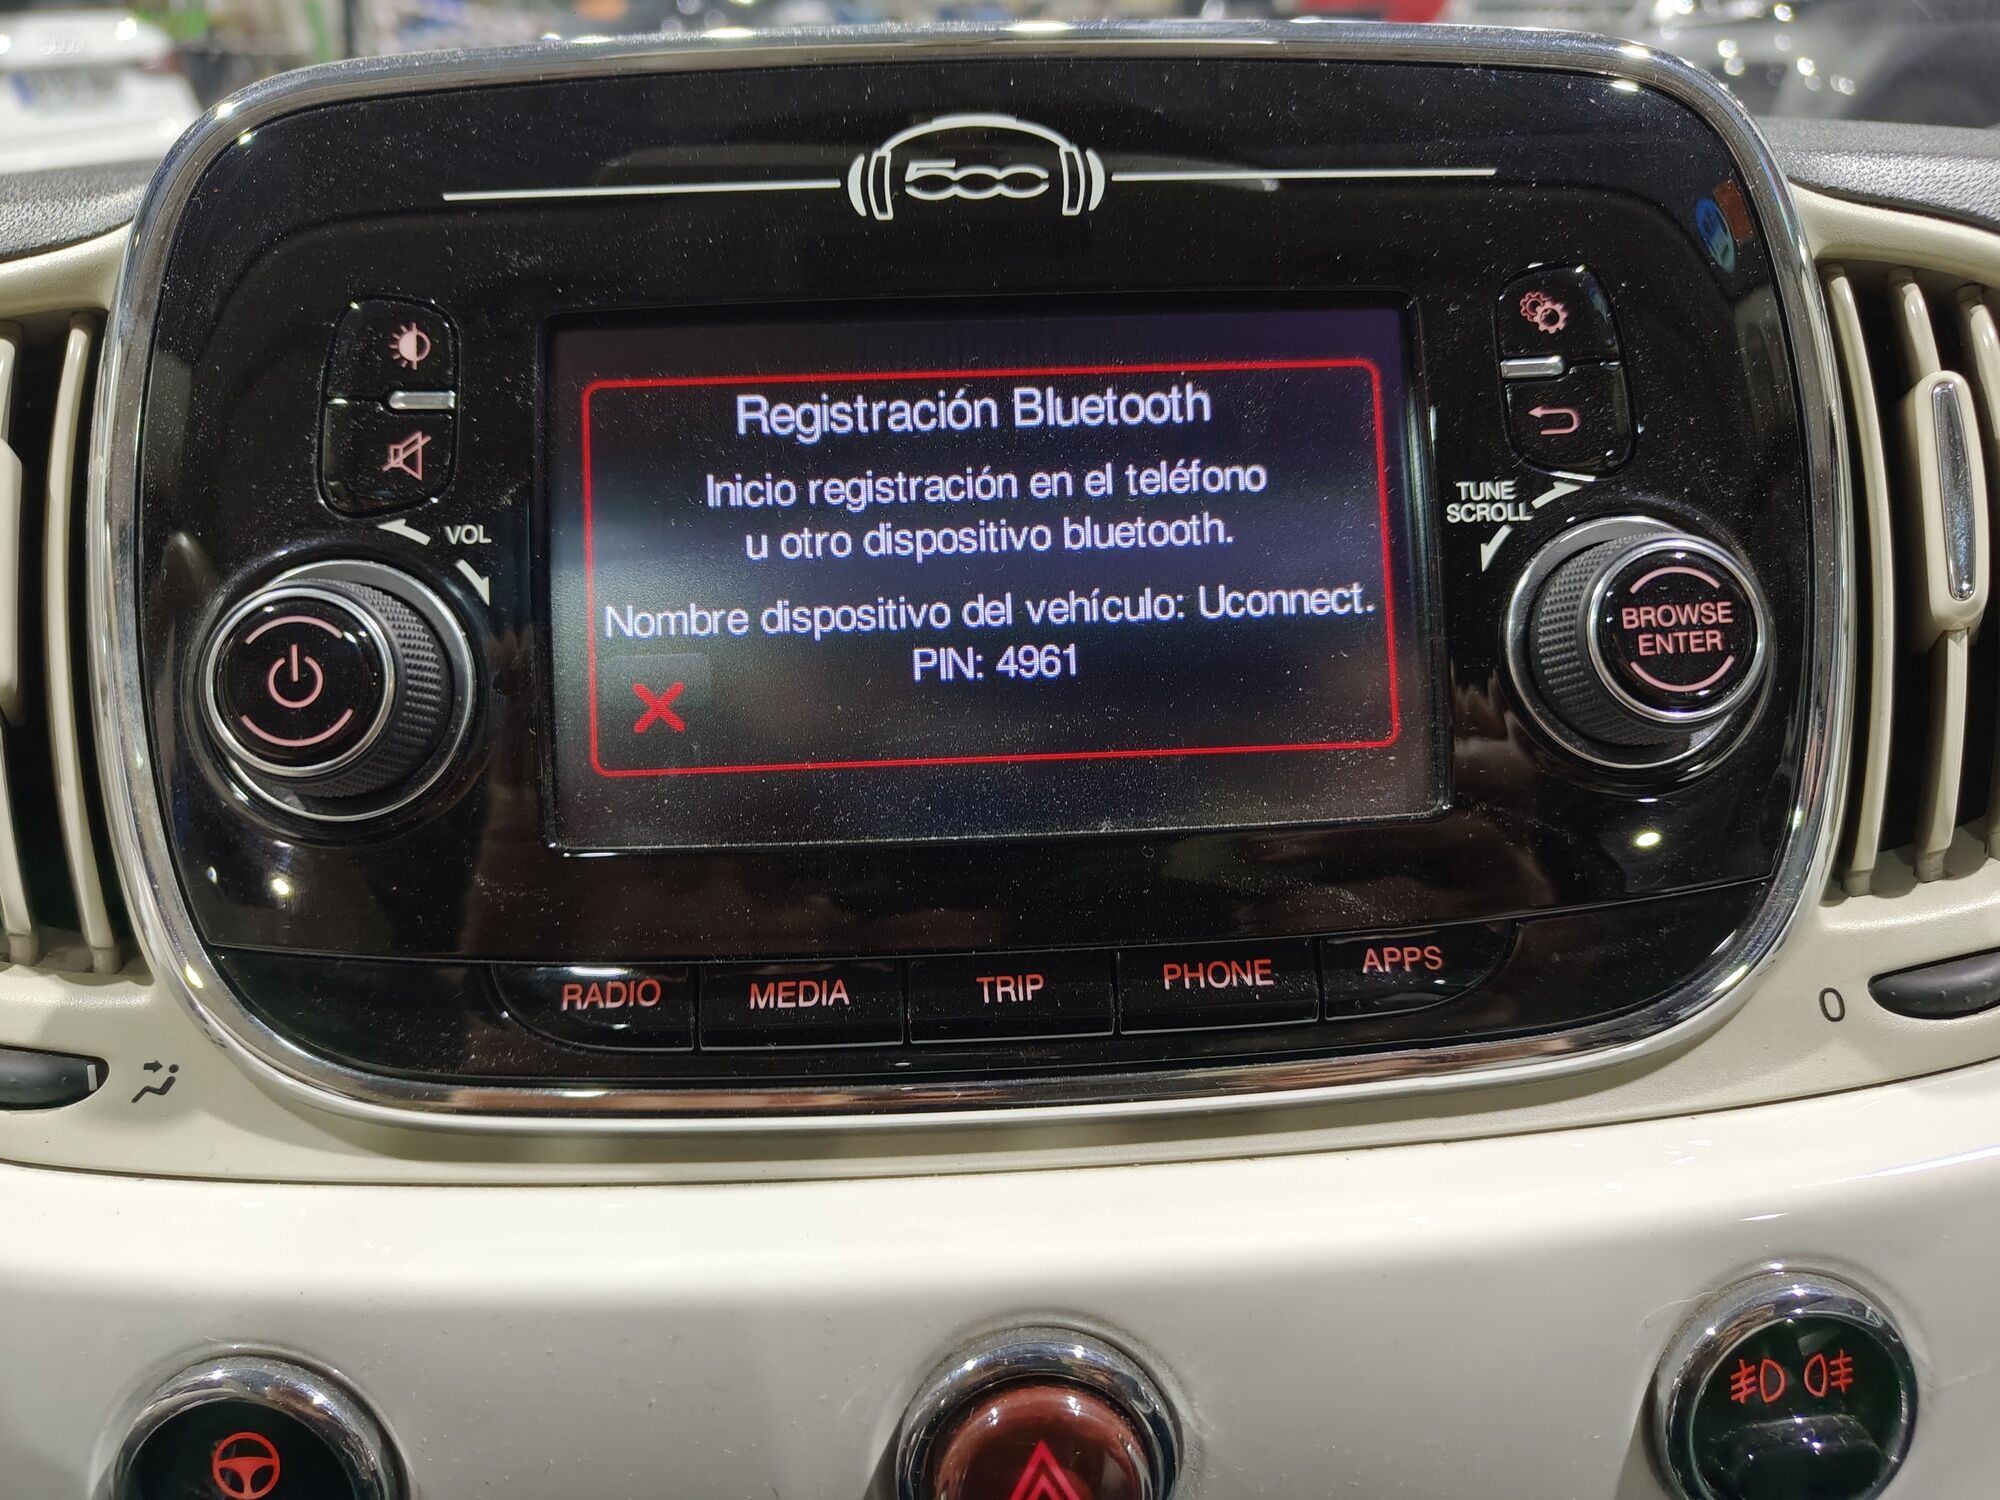 500
VOL
TUNE
SCROLL
Registración Bluetooth
Inicio registración en el teléfono
u otro dispositivo bluetooth.
Nombre dispositivo del vehículo: Uconnect.
PIN: 4961
BROWSE
ENTER
RADIO
MEDIA
TRIP
PHONE
APPS
0